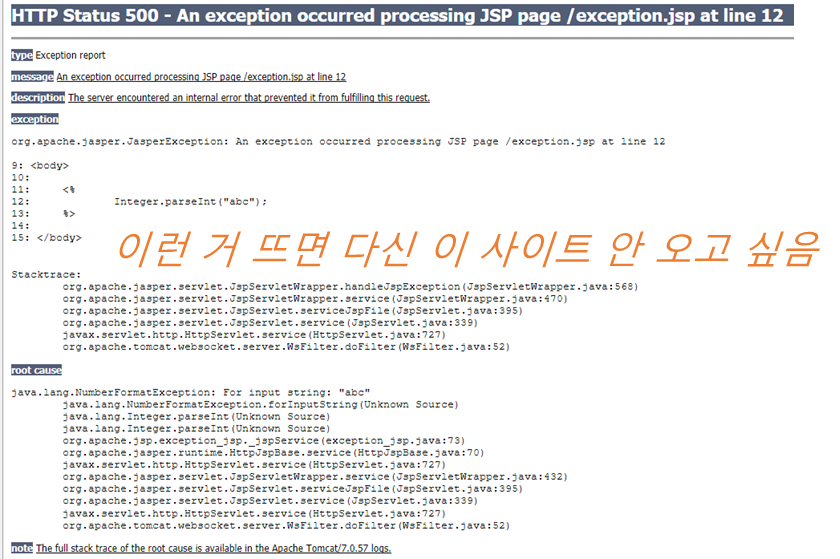 HTTP Status 500 - An exception occurred processing JSP page /exception.jsp at line 12
type Exception report
message An exception occurred processing JSP page /exception.jsp at line 12
description The server encountered an internal error that prevented it from fulfilling this request.
exception
org.apache.jasper.JasperException: An exception occurred processing JSP page /exception.jsp at line 12
9: <body>
10:
11: <%
12: Integer.parseInt("abc");
13: %>
14:
15: </body>
이런 거 뜨면 다신 이 사이트 안 오고 싶음
Stacktrace:
org.apache.jasper.servlet.JspServletWrapper.handleJspException(JspServletWrapper.java:568)
org.apache.jasper.servlet.JspServletWrapper.service(JspServletWrapper.java:470)
org.apache.jasper.servlet.JspServlet.serviceJspFile(JspServlet.java:395)
org.apache.jasper.servlet.JspServlet.service(JspServlet.java:339)
javax.servlet.http.HttpServlet.service(HttpServlet.java:727)
org.apache.tomcat.websocket.server.WsFilter.doFilter(WsFilter.java:52)
root cause
java.lang.NumberFormatException: For input string: "abc"
java.lang.NumberFormatException.forInputString(Unknown Source)
java.lang.Integer.parseInt(Unknown Source)
java.lang.Integer.parseInt(Unknown Source)
org.apache.jsp.exception_jsp._jspService(exception_jsp.java:73)
org.apache.jasper.runtime.HttpJspBase.service(HttpJspBase.java:70)
javax.servlet.http.HttpServlet.service(HttpServlet.java:727)
org.apache.jasper.servlet.JspServletWrapper.service(JspServletWrapper.java:432)
org.apache.jasper.servlet.JspServlet.serviceJspFile(JspServlet.java:395)
org.apache.jasper.servlet.JspServlet.service(JspServlet.java:339)
javax.servlet.http.HttpServlet.service(HttpServlet.java:727)
org.apache.tomcat.websocket.server.WsFilter.doFilter(WsFilter.java:52)
note The full stack trace of the root cause is available in the Apache Tomcat/7.0.57 logs.